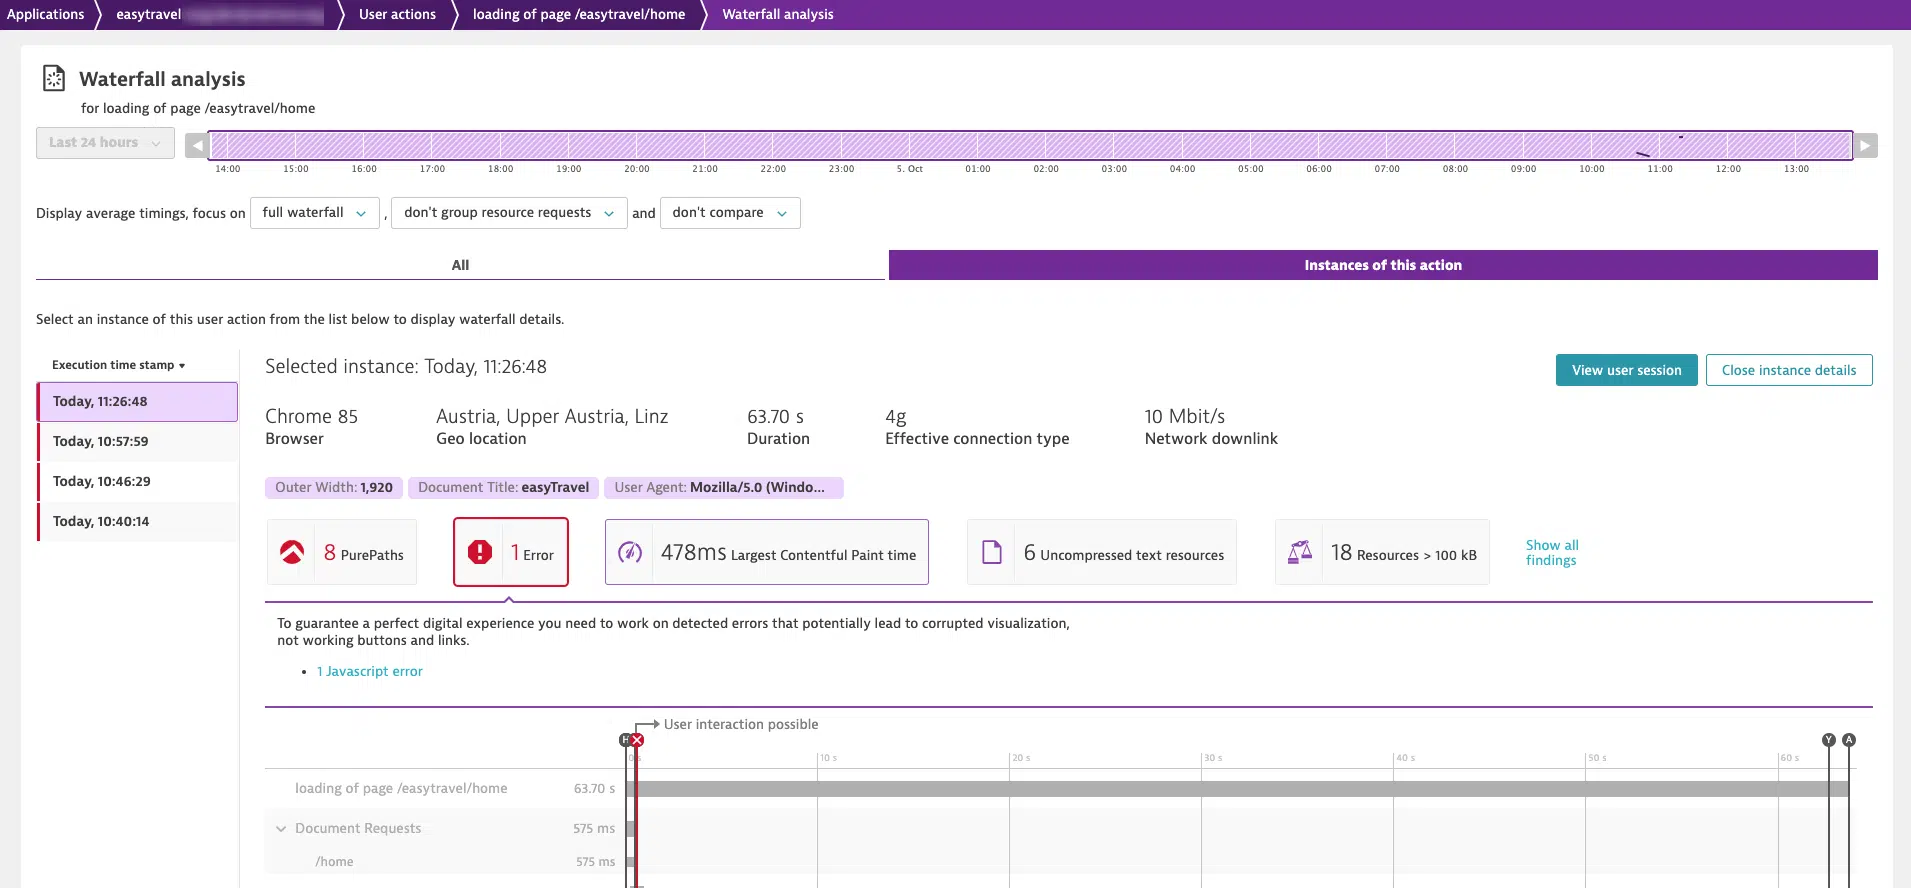 Applications easytravel User actions loading of page /easytravel/home Waterfall analysis
Waterfall analysis
for loading of page /easytravel/home
Last 24 hours
14:00 15:00 16:00 17:00 18:00 19:00 20:00 21:00 22:00 23:00 5. Oct 01:00 02:00 03:00 04:00 05:00 06:00 07:00 08:00 09:00 10:00 11:00 12:00 13:00
Display average timings, focus on full waterfall , don't group resource requests and don't compare
All Instances of this action
Select an instance of this user action from the list below to display waterfall details.
Execution time stamp
Today, 11:26:48
Today, 10:57:59
Today, 10:46:29
Today, 10:40:14
Selected instance: Today, 11:26:48
View user session Close instance details
Chrome 85 Austria, Upper Austria, Linz 63.70 s 4g 10 Mbit/s
Browser Geo location Duration Effective connection type Network downlink
Outer Width: 1,920 Document Title: easyTravel User Agent: Mozilla/5.0 (Windo...
8 PurePaths 1 Error 478ms Largest Contentful Paint time 6 Uncompressed text resources 18 Resources > 100 kB
Show all
findings
To guarantee a perfect digital experience you need to work on detected errors that potentially lead to corrupted visualization,
not working buttons and links.
• 1 Javascript error
User interaction possible
H Y A
10 s 20 s 30 s 40 s 50 s 60 s
loading of page /easytravel/home 63.70 s
Document Requests 575 ms
/home 575 ms